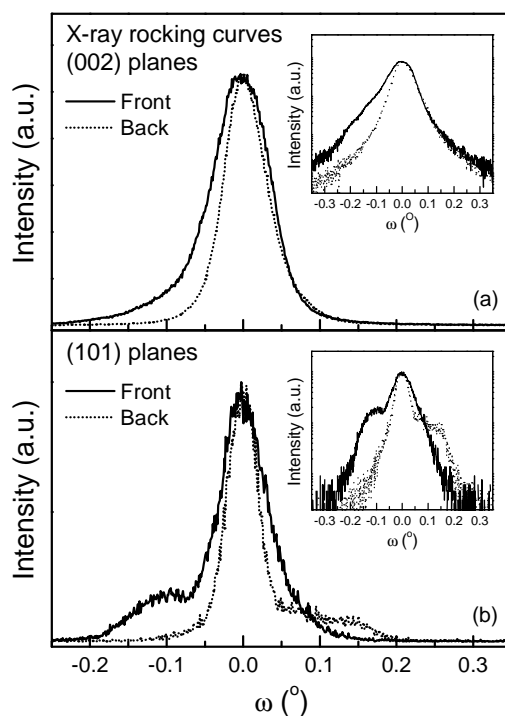 X-ray rocking curves
(002) planes
Front
Back
Intensity (a.u.)
Intensity (a.u.)
-0.3 -0.2 -0.1 0.0 0.1 0.2 0.3
ω (°)
(a)
(101) planes
Front
Back
Intensity (a.u.)
Intensity (a.u.)
-0.3 -0.2 -0.1 0.0 0.1 0.2 0.3
ω (°)
(b)
-0.2 -0.1 0.0 0.1 0.2 0.3
ω (°)